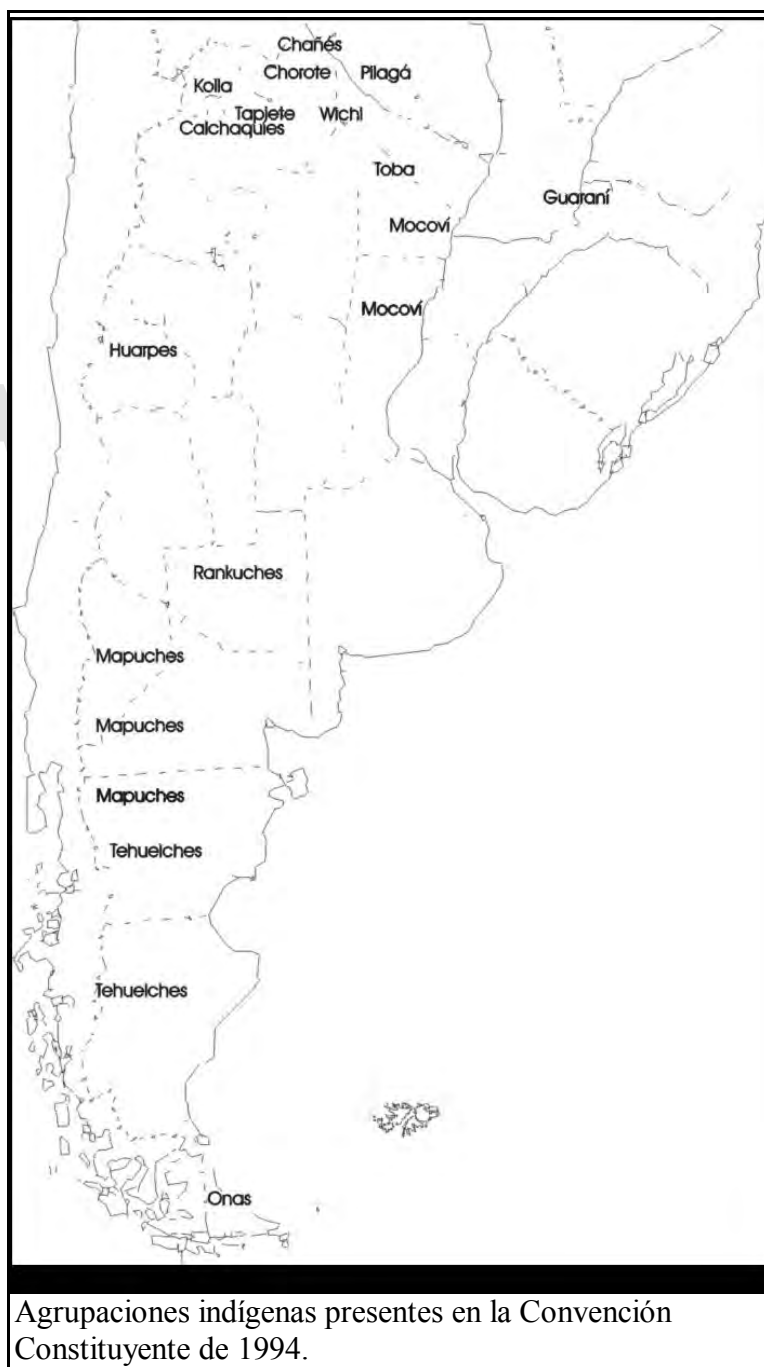 Chañés
Chorote Pilagá
Kolla
Tapiete Wichi
Calchaquíes
Toba
Guaraní
Mocoví
Mocoví
Huarpes
Rankuches
Mapuches
Mapuches
Mapuches
Tehuelches
Tehuelches
Onas
Agrupaciones indígenas presentes en la Convención
Constituyente de 1994.